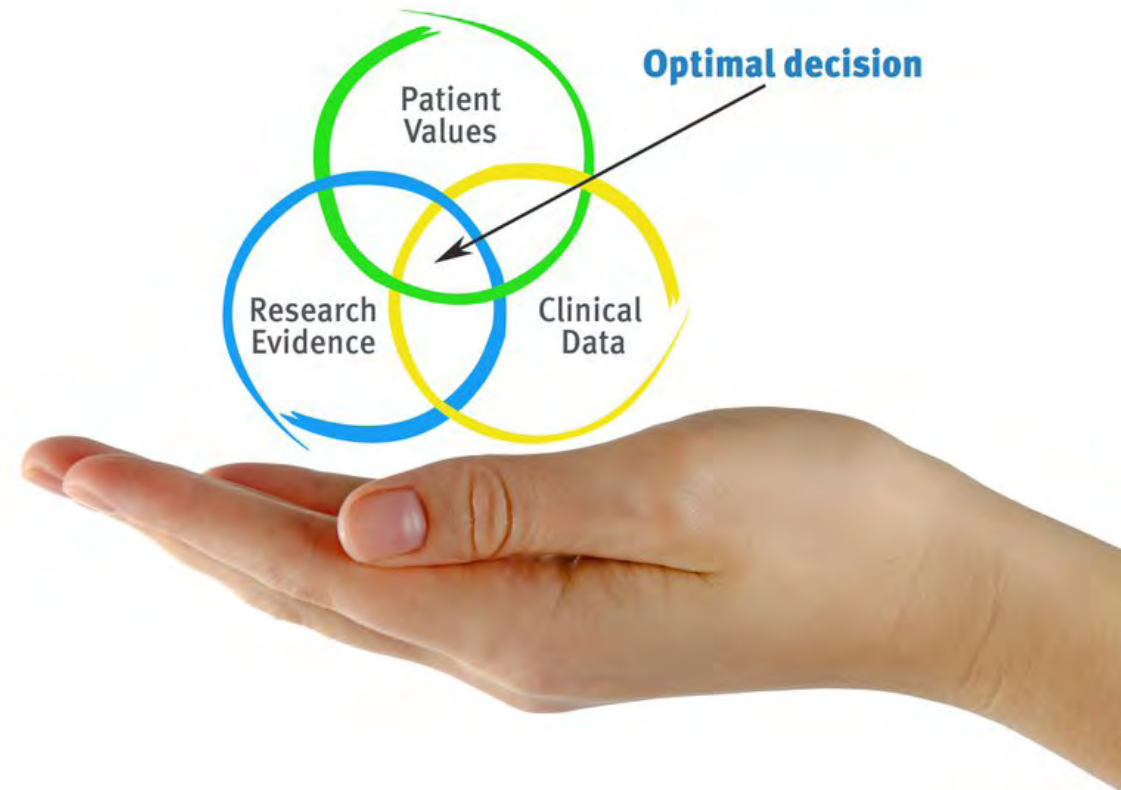 Optimal decision
Patient
Values
Research
Evidence
Clinical
Data